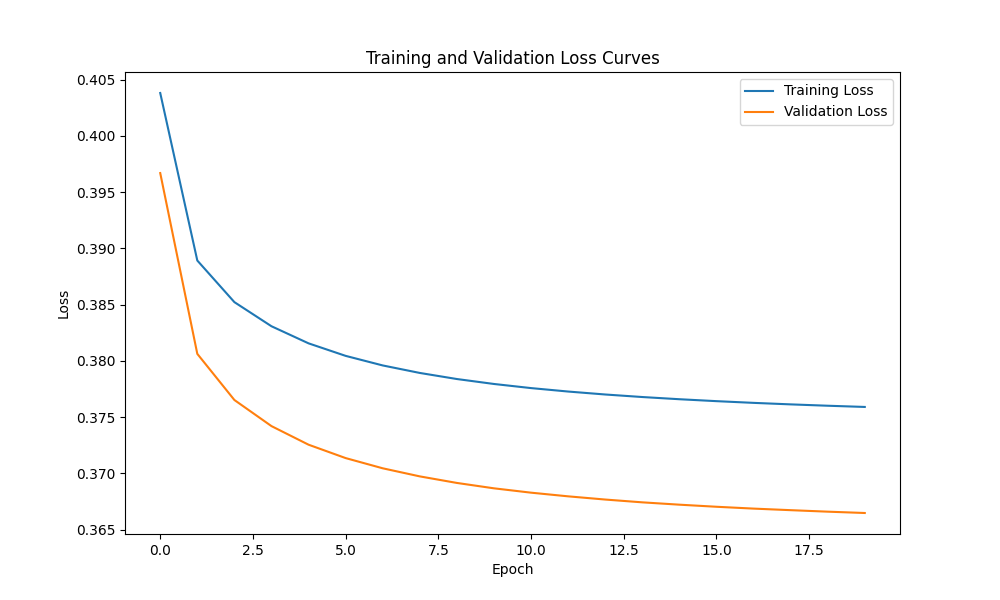 Training and Validation Loss Curves
Training Loss
Validation Loss
0.405
0.400
0.395
0.390
0.385
0.380
0.375
0.370
0.365
Loss
0.0 2.5 5.0 7.5 10.0 12.5 15.0 17.5
Epoch